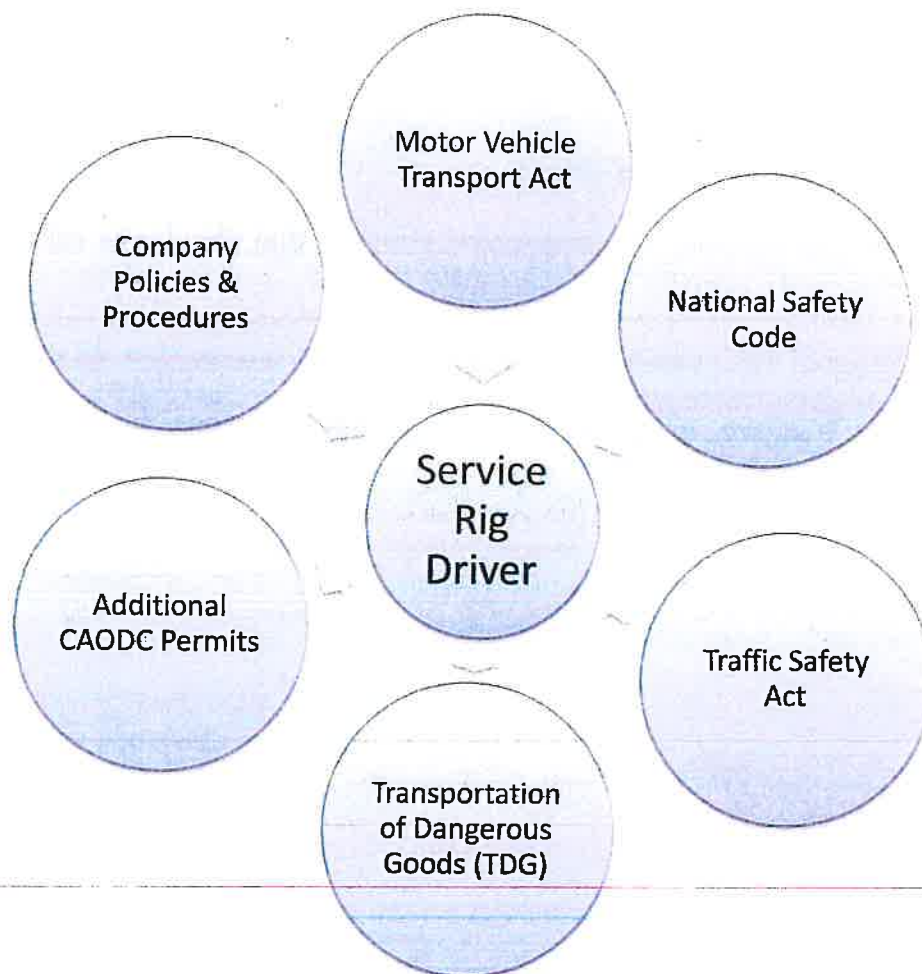 Motor Vehicle
Transport Act
National Safety
Code
Traffic Safety
Act
Transportation
of Dangerous
Goods (TDG)
Additional
CAODC Permits
Company
Policies &
Procedures
Service
Rig
Driver